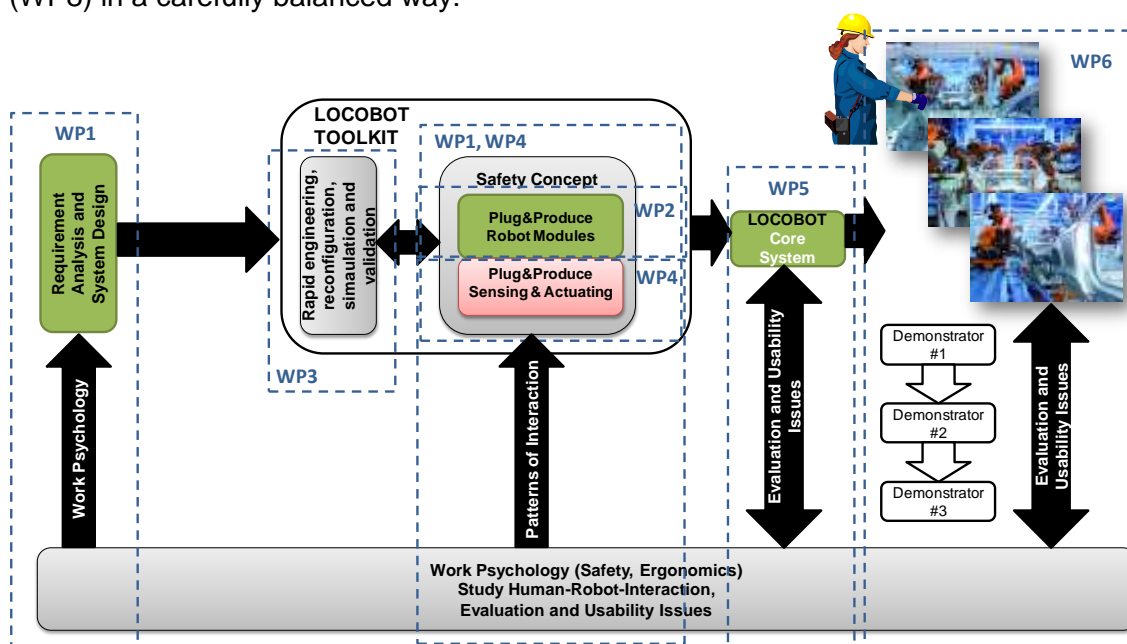 (WP8) in a carefully balanced way.
WP6
WP1
LOCOBOT
TOOLKIT
WP1, WP4
Requirement
Analysis and
System Design
Rapid engineering,
reconfiguration,
simaulation and
validation
Safety Concept
Plug&Produce
Robot Modules
WP2
Plug&Produce
Sensing & Actuating
WP4
WP5
LOCOBOT
Core
System
WP3
Work Psychology
Patterns of Interaction
Evaluation and Usability
Issues
Demonstrator
#1
Demonstrator
#2
Demonstrator
#3
Evaluation and
Usability Issues
Work Psychology (Safety, Ergonomics)
Study Human-Robot-Interaction,
Evaluation and Usability Issues